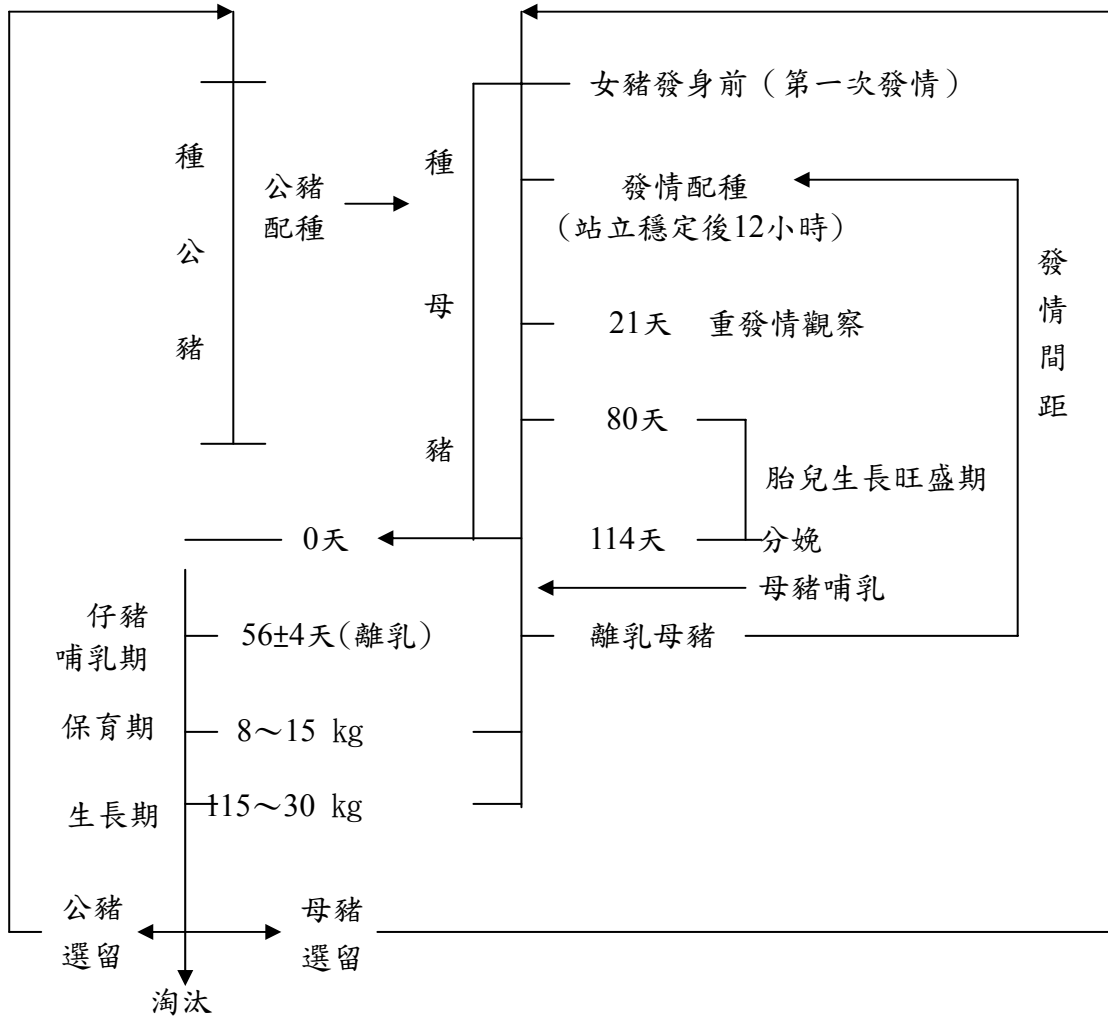 女豬發身前（第一次發情）
種公豬
公豬
配種
種母豬
發情配種
（站立穩定後12小時）
發情間距
21天 重發情觀察
80天
胎兒生長旺盛期
0天
114天
分娩
母豬哺乳
仔豬
哺乳期
56±4天(離乳）
離乳母豬
保育期
8～15 kg
生長期
115～30 kg
公豬
選留
母豬
選留
淘汰